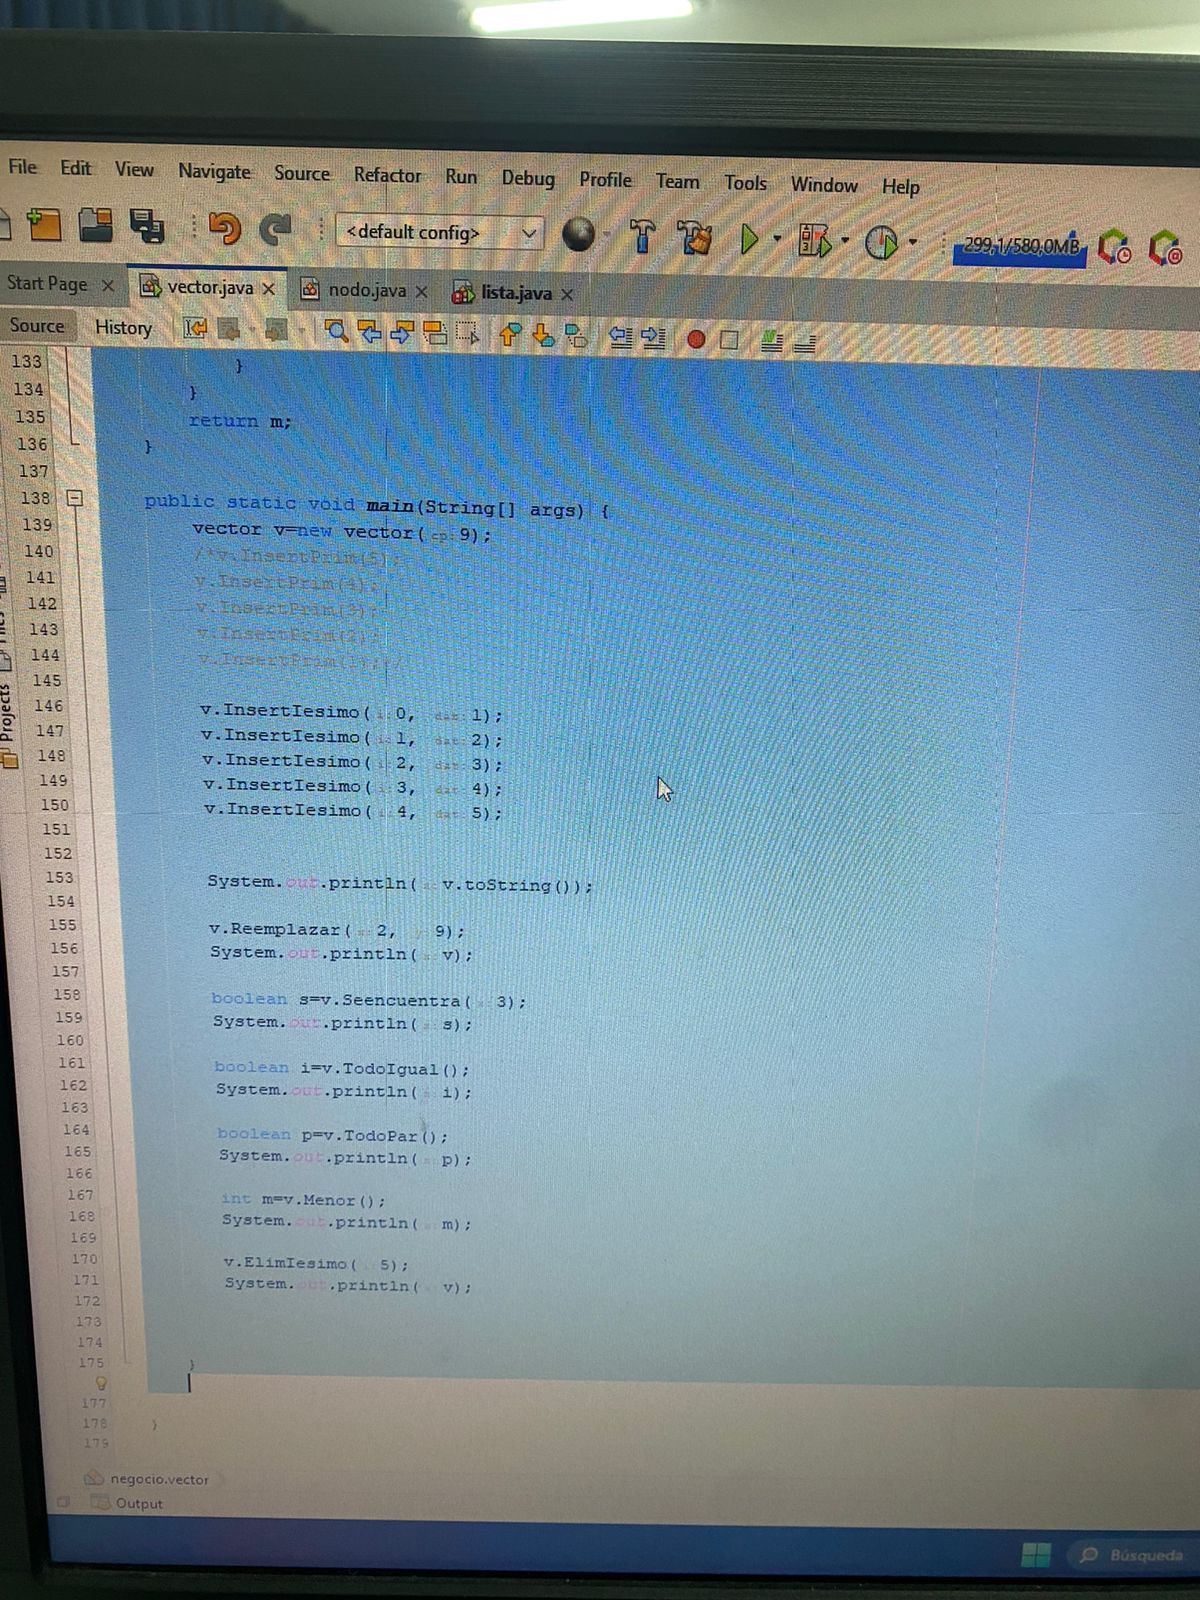 File Edit View Navigate Source Refactor Run Debug Profile Team Tools Window Help
<default config> 299,1/580,0MB
Start Page vector.java nodo.java lista.java
Source History
Projects
133 }
134 }
135 return m;
136 }
137
138 public static void main(String[] args) {
139 vector v=new vector( cp: 9);
140 /*v.InsertPrim(5);
141 v.InsertPrim(4);
142 v.InsertPrim(3);
143 v.InsertPrim(2);
144 v.InsertPrim(1);*/
145
146 v.InsertIesimo( i: 0, dat: 1);
147 v.InsertIesimo( i: 1, dat: 2);
148 v.InsertIesimo( i: 2, dat: 3);
149 v.InsertIesimo( i: 3, dat: 4);
150 v.InsertIesimo( i: 4, dat: 5);
151
152
153 System.out.println( v.toString());
154
155 v.Reemplazar( 2, 9);
156 System.out.println( v);
157
158 boolean s=v.Seencuentra( 3);
159 System.out.println( s);
160
161 boolean i=v.TodoIgual();
162 System.out.println( i);
163
164 boolean p=v.TodoPar();
165 System.out.println( p);
166
167 int m=v.Menor();
168 System.out.println( m);
169
170 v.ElimIesimo( 5);
171 System.out.println( v);
172
173
174
175 }
177
178 }
179
negocio.vector
Output
Búsqueda